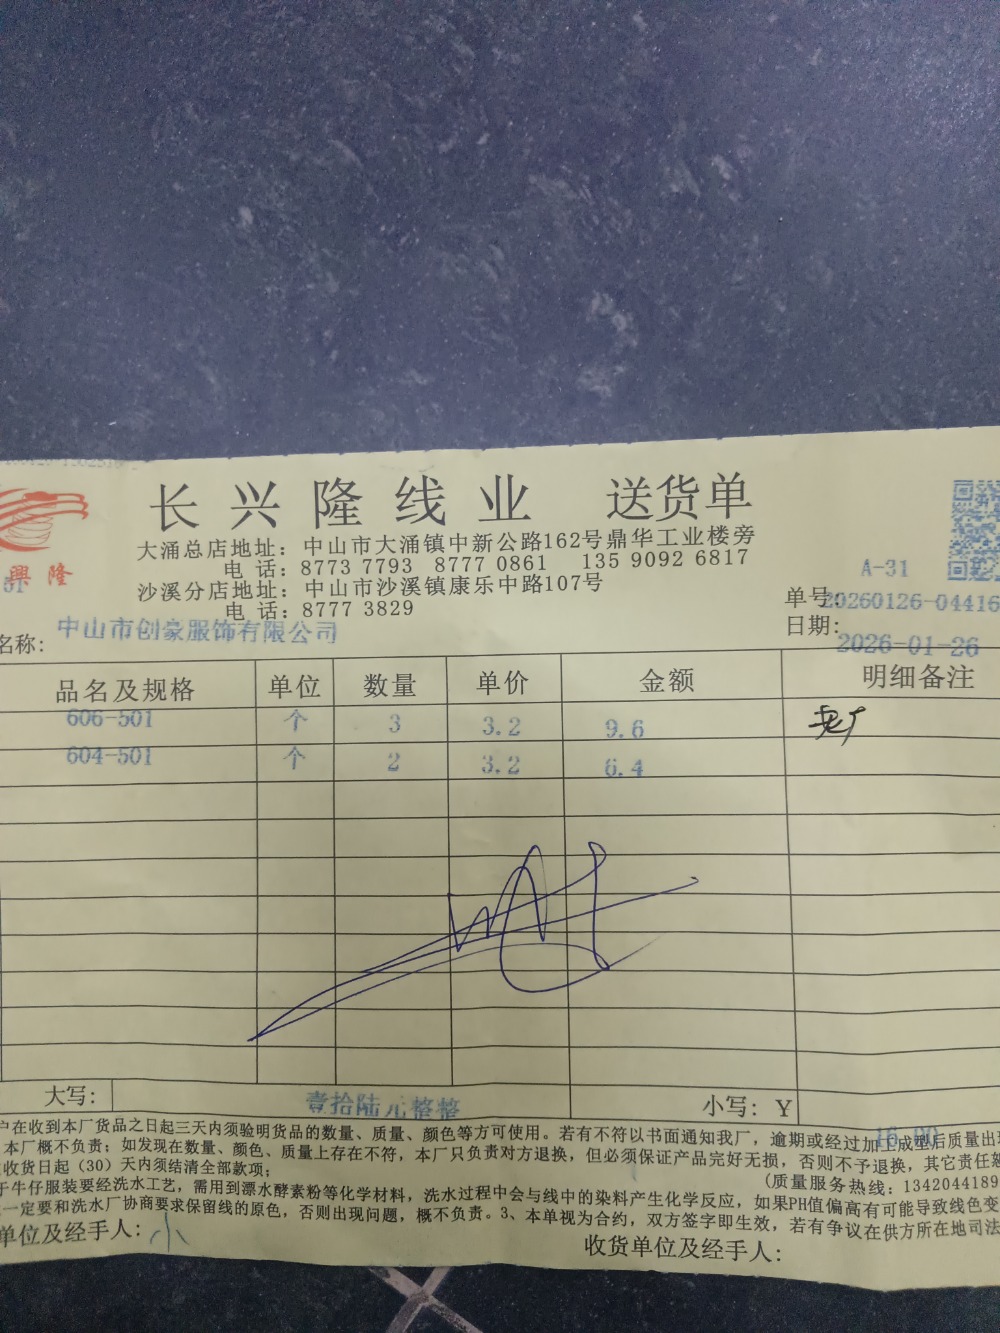 长兴隆线业 送货单
興隆
大涌总店地址：中山市大涌镇中新公路162号鼎华工业楼旁
电 话：8773 7793 8777 0861 135 9092 6817
沙溪分店地址：中山市沙溪镇康乐中路107号
电 话：8777 3829
A-31
单号:20260126-04416
日期:2026-01-26
名称: 中山市创豪服饰有限公司
品名及规格 单位 数量 单价 金额 明细备注
606-501 个 3 3.2 9.6
604-501 个 2 3.2 6.4
大写: 壹拾陆元整整 小写: Y 16.00
户在收到本厂货品之日起三天内须验明货品的数量、质量、颜色等方可使用。若有不符以书面通知我厂，逾期或经过加工成型后质量出现
本厂概不负责；如发现在数量、颜色、质量上存在不符，本厂只负责对方退换，但必须保证产品完好无损，否则不予退换，其它责任
收货日起（30）天内须结清全部款项；
(质量服务热线：1342044189
于牛仔服装要经洗水工艺，需用到漂水酵素粉等化学材料，洗水过程中会与线中的染料产生化学反应，如果PH值偏高有可能导致线色变
一定要和洗水厂协商要求保留线的原色，否则出现问题，概不负责。3、本单视为合约，双方签字即生效，若有争议在供方所在地司法
单位及经手人: 小
收货单位及经手人: